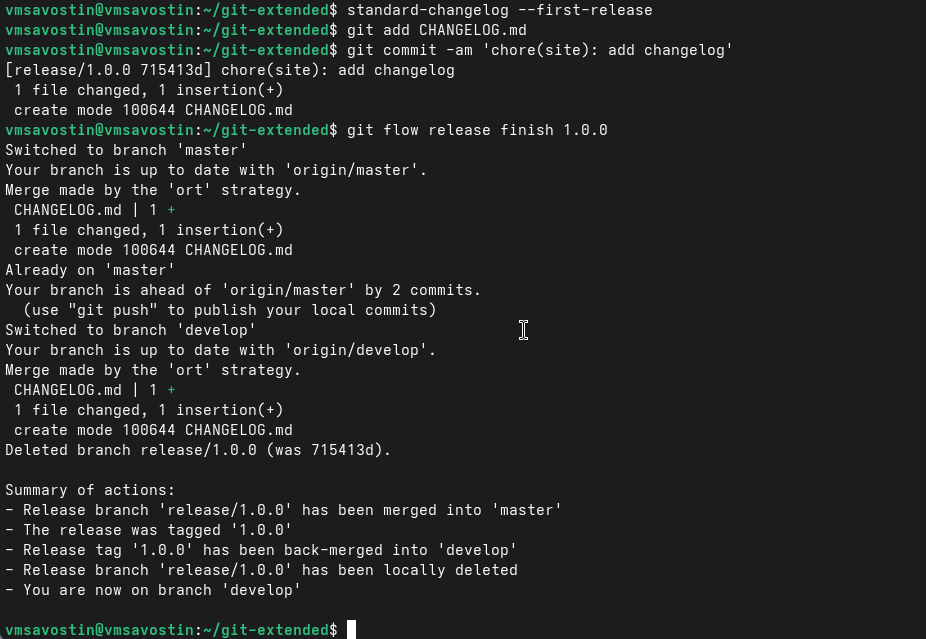 vmsavostin@vmsavostin:~/git-extended$ standard-changelog --first-release
vmsavostin@vmsavostin:~/git-extended$ git add CHANGELOG.md
vmsavostin@vmsavostin:~/git-extended$ git commit -am 'chore(site): add changelog'
[release/1.0.0 715413d] chore(site): add changelog
 1 file changed, 1 insertion(+)
 create mode 100644 CHANGELOG.md
vmsavostin@vmsavostin:~/git-extended$ git flow release finish 1.0.0
Switched to branch 'master'
Your branch is up to date with 'origin/master'.
Merge made by the 'ort' strategy.
 CHANGELOG.md | 1 +
 1 file changed, 1 insertion(+)
 create mode 100644 CHANGELOG.md
Already on 'master'
Your branch is ahead of 'origin/master' by 2 commits.
  (use "git push" to publish your local commits)
Switched to branch 'develop'
Your branch is up to date with 'origin/develop'.
Merge made by the 'ort' strategy.
 CHANGELOG.md | 1 +
 1 file changed, 1 insertion(+)
 create mode 100644 CHANGELOG.md
Deleted branch release/1.0.0 (was 715413d).

Summary of actions:
- Release branch 'release/1.0.0' has been merged into 'master'
- The release was tagged '1.0.0'
- Release tag '1.0.0' has been back-merged into 'develop'
- Release branch 'release/1.0.0' has been locally deleted
- You are now on branch 'develop'

vmsavostin@vmsavostin:~/git-extended$